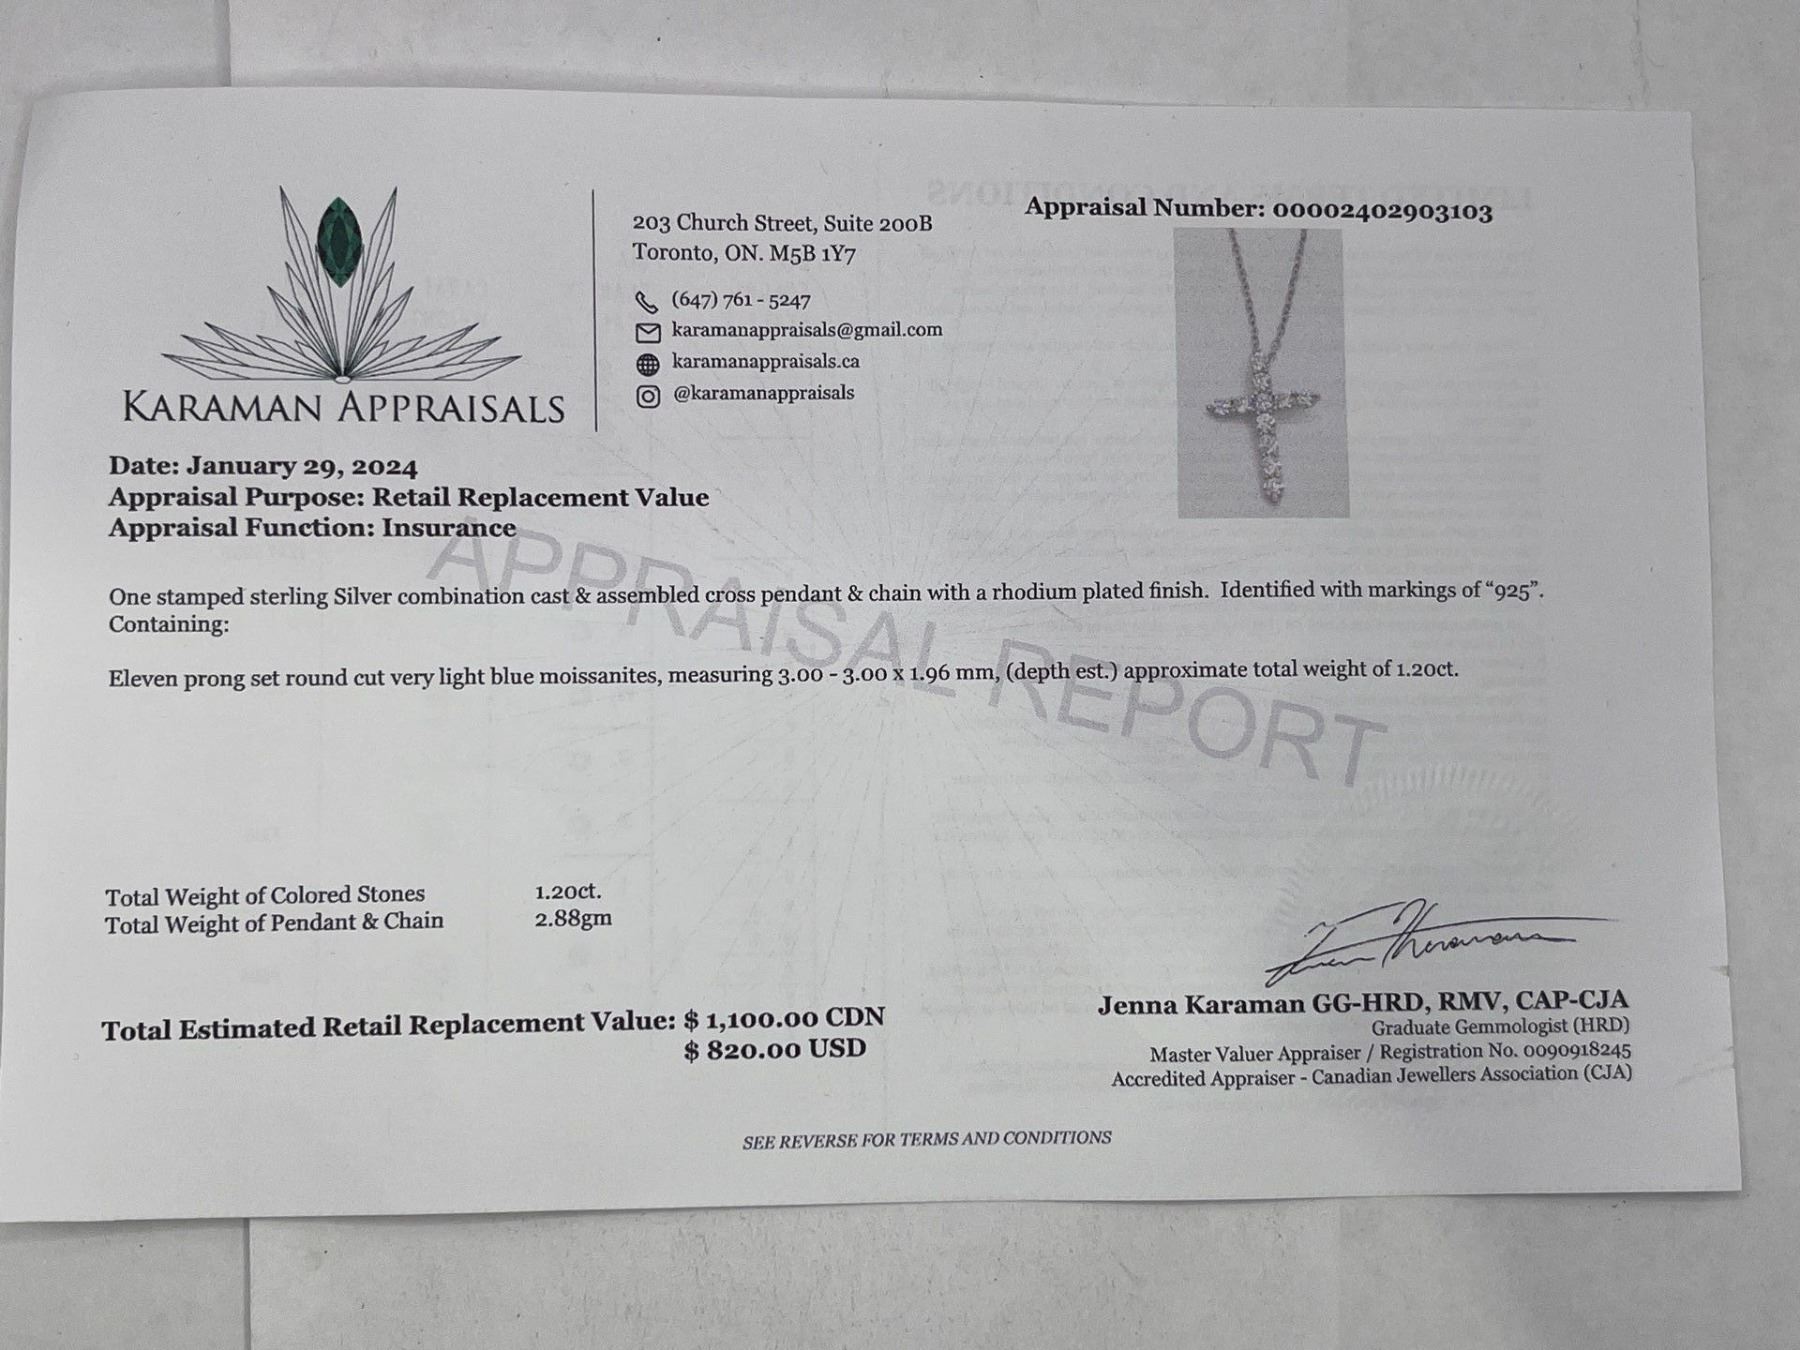 KARAMAN APPRAISALS
203 Church Street, Suite 200B
Toronto, ON. M5B 1Y7
(647) 761 - 5247
karamanappraisals@gmail.com
karamanappraisals.ca
@karamanappraisals
Appraisal Number: 00002402903103
Date: January 29, 2024
Appraisal Purpose: Retail Replacement Value
Appraisal Function: Insurance
APPRAISAL REPORT
One stamped sterling Silver combination cast & assembled cross pendant & chain with a rhodium plated finish. Identified with markings of “925”.
Containing:
Eleven prong set round cut very light blue moissanites, measuring 3.00 - 3.00 x 1.96 mm, (depth est.) approximate total weight of 1.20ct.
Total Weight of Colored Stones 1.20ct.
Total Weight of Pendant & Chain 2.88gm
Total Estimated Retail Replacement Value: $ 1,100.00 CDN
$ 820.00 USD
Jenna Karaman GG-HRD, RMV, CAP-CJA
Graduate Gemmologist (HRD)
Master Valuer Appraiser / Registration No. 0090918245
Accredited Appraiser - Canadian Jewellers Association (CJA)
SEE REVERSE FOR TERMS AND CONDITIONS